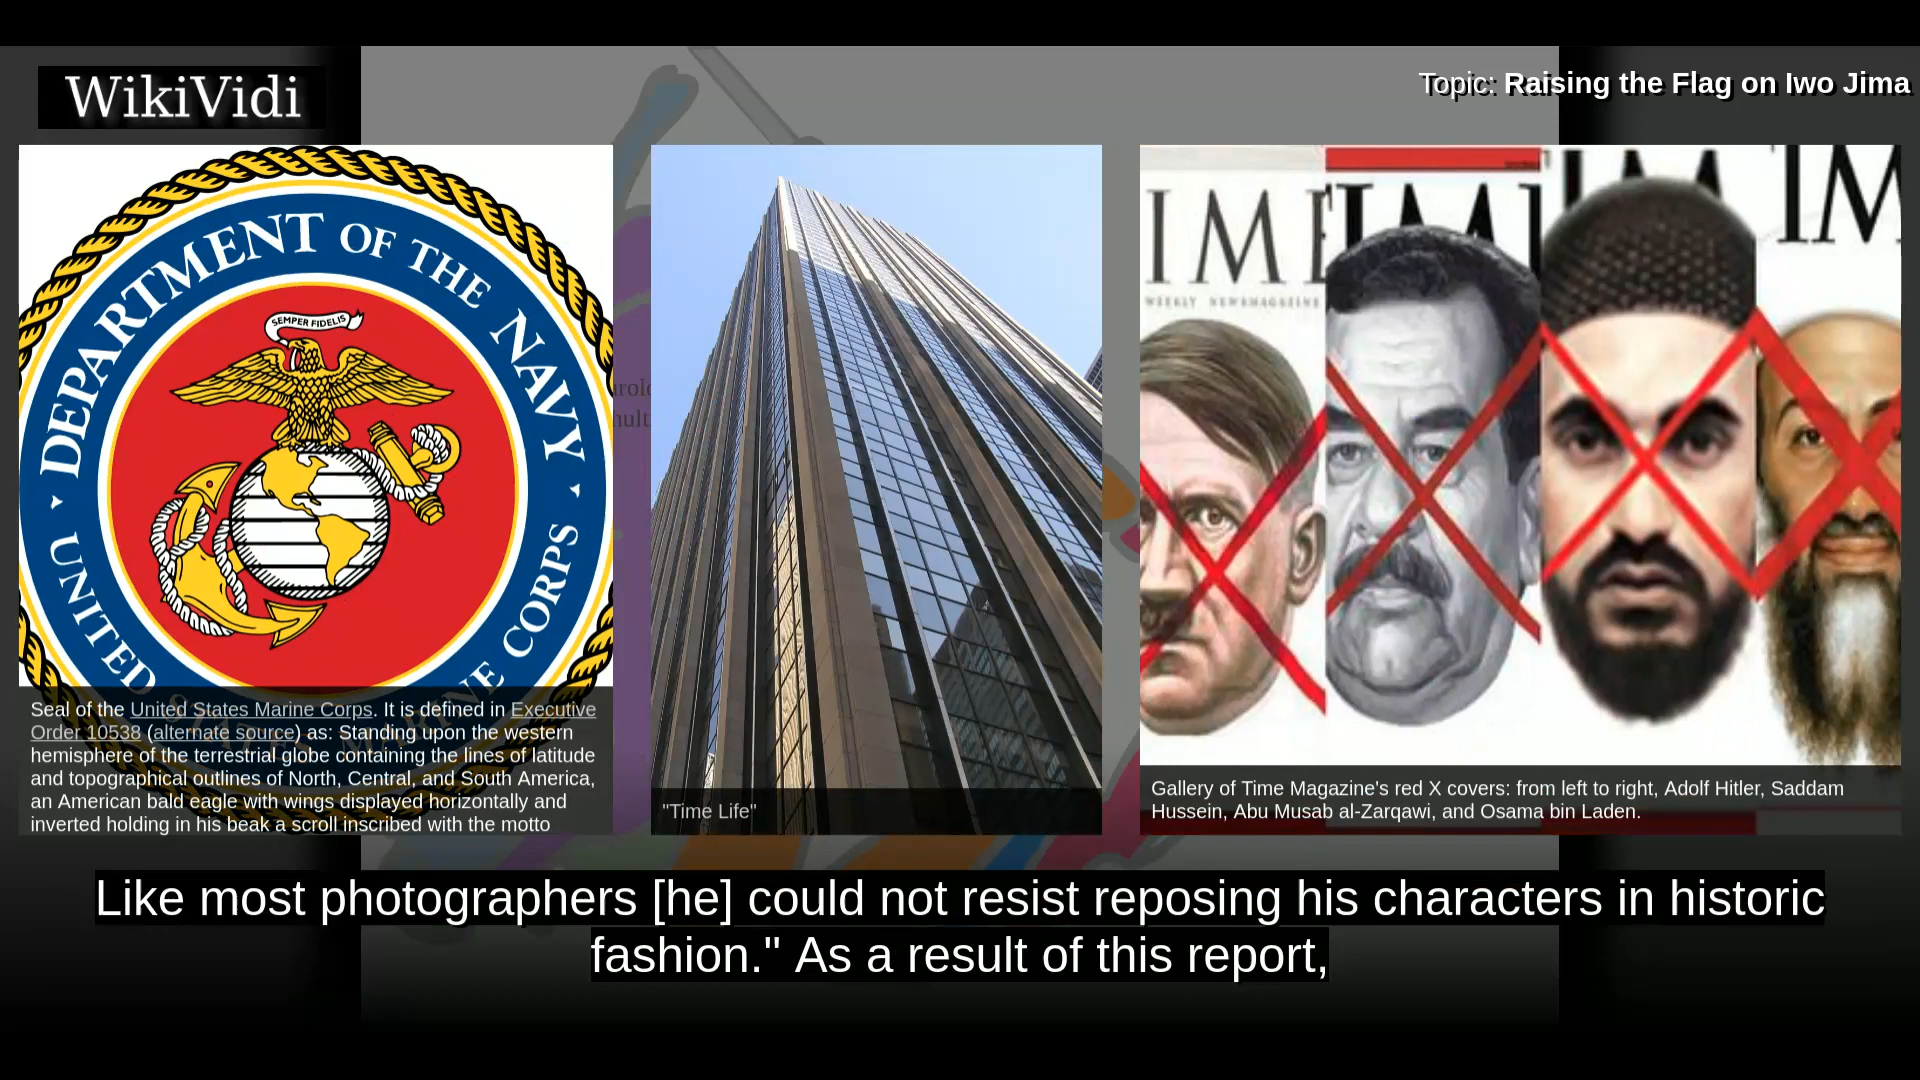 WikiVidi
Topic: Raising the Flag on Iwo Jima
DEPARTMENT OF THE NAVY
SEMPER FIDELIS
UNITED STATES MARINE CORPS
Seal of the United States Marine Corps. It is defined in Executive
Order 10538 (alternate source) as: Standing upon the western
hemisphere of the terrestrial globe containing the lines of latitude
and topographical outlines of North, Central, and South America,
an American bald eagle with wings displayed horizontally and
inverted holding in his beak a scroll inscribed with the motto
"Time Life"
IME
WEEKLY NEWSMAGAZINE
IM
Gallery of Time Magazine's red X covers: from left to right, Adolf Hitler, Saddam
Hussein, Abu Musab al-Zarqawi, and Osama bin Laden.
Like most photographers [he] could not resist reposing his characters in historic
fashion." As a result of this report,